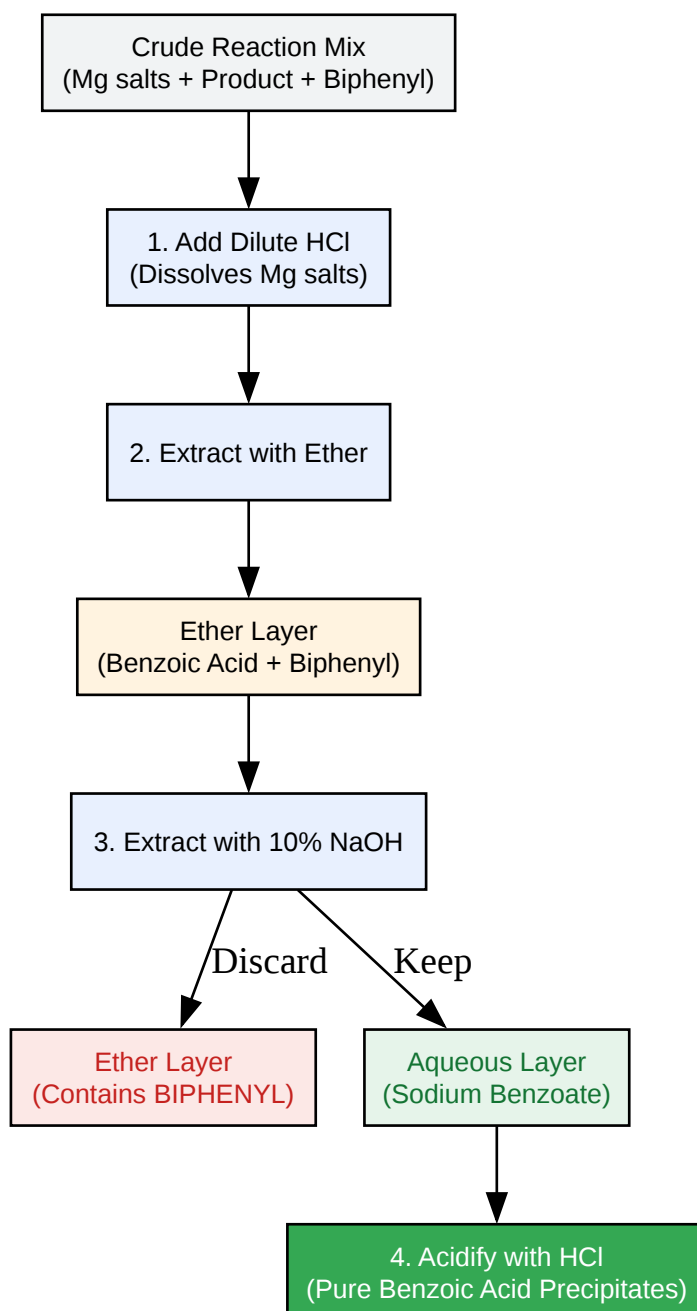 Crude Reaction Mix
(Mg salts + Product + Biphenyl)
1. Add Dilute HCl
(Dissolves Mg salts)
2. Extract with Ether
Ether Layer
(Benzoic Acid + Biphenyl)
3. Extract with 10% NaOH
Discard
Keep
Ether Layer
(Contains BIPHENYL)
Aqueous Layer
(Sodium Benzoate)
4. Acidify with HCl
(Pure Benzoic Acid Precipitates)